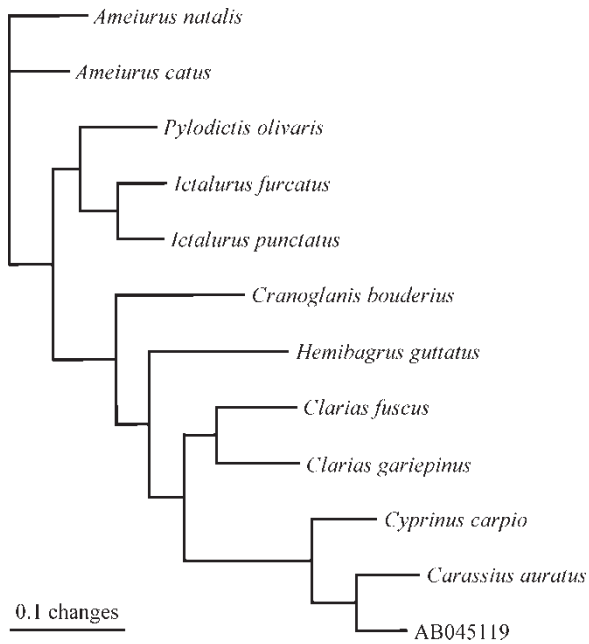 Ameiurus natalis
Ameiurus catus
Pylodictis olivaris
Ictalurus furcatus
Ictalurus punctatus
Cranoglanis bouderius
Hemibagrus guttatus
Clarias fuscus
Clarias gariepinus
Cyprinus carpio
Carassius auratus
0.1 changes
AB045119